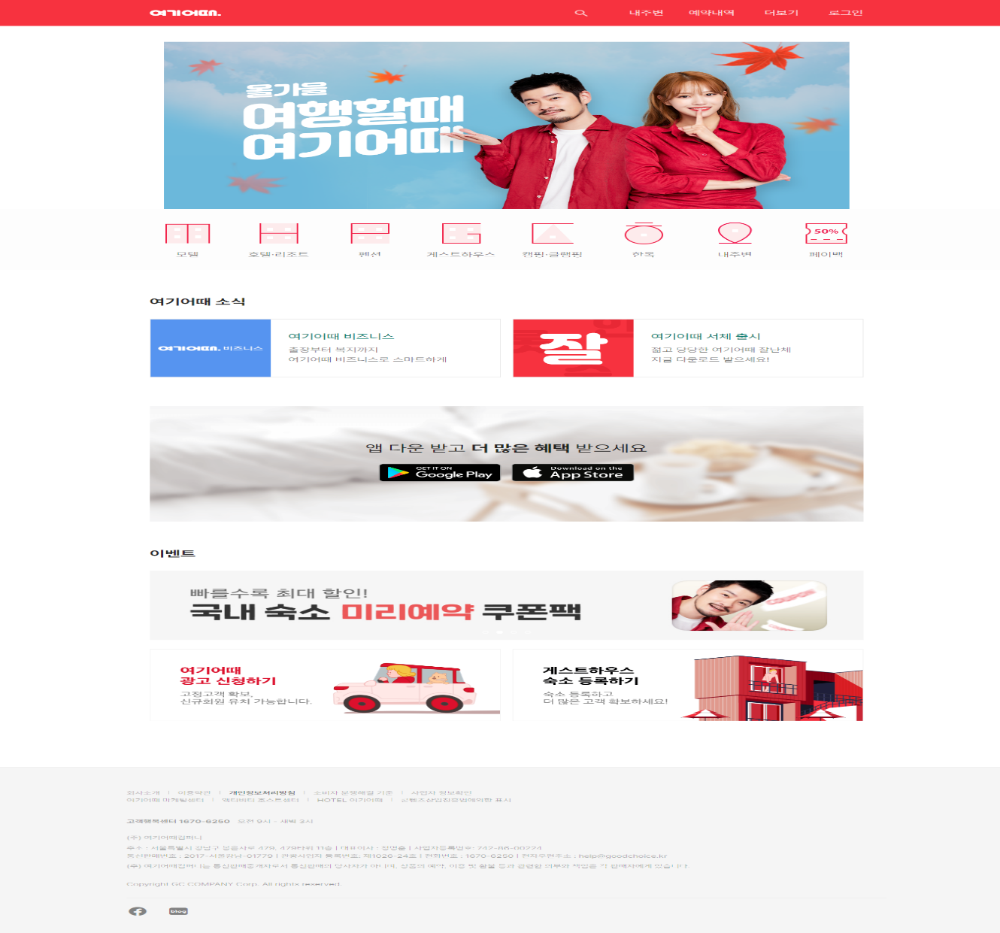 여기어때.
내주변 예약내역 더보기 로그인
올가을
여행할때
여기어때
50%
모텔 호텔·리조트 펜션 게스트하우스 캠핑·글램핑 한옥 내주변 페이백
여기어때 소식
여기어때. 비즈니스
여기어때 비즈니스
출장부터 복지까지
여기어때 비즈니스로 스마트하게
잘
여기어때 서체 출시
젊고 당당한 여기어때 잘난체
지금 다운로드 받으세요!
앱 다운 받고 더 많은 혜택 받으세요
GET IT ON
Google Play
Download on the
App Store
이벤트
빠를수록 최대 할인!
국내 숙소 미리예약 쿠폰팩
여기어때
광고 신청하기
고정고객 확보,
신규회원 유치 가능합니다.
게스트하우스
숙소 등록하기
숙소 등록하고
더 많은 고객 확보하세요!
회사소개 | 이용약관 | 개인정보처리방침 | 소비자 분쟁해결 기준 | 사업자 정보확인
여기어때 마케팅센터 | 액티비티 호스트센터 | HOTEL 여기어때 | 콘텐츠산업진흥법에의한 표시
고객행복센터 1670-6250 오전 9시 - 새벽 3시
(주) 여기어때컴퍼니
주소 : 서울특별시 강남구 봉은사로 479, 479타워 11층 | 대표이사 : 정명훈 | 사업자등록번호: 742-86-00224
통신판매번호 : 2017-서울강남-01779 | 관광사업자 등록번호: 제1026-24호 | 전화번호 : 1670-6250 | 전자우편주소 : help@goodchoice.kr
(주) 여기어때컴퍼니는 통신판매중개자로서 통신판매의 당사자가 아니며, 상품의 예약, 이용 및 환불 등과 관련한 의무와 책임은 각 판매자에게 있습니다.
Copyright GC COMPANY Corp. All rights reserved.
blog